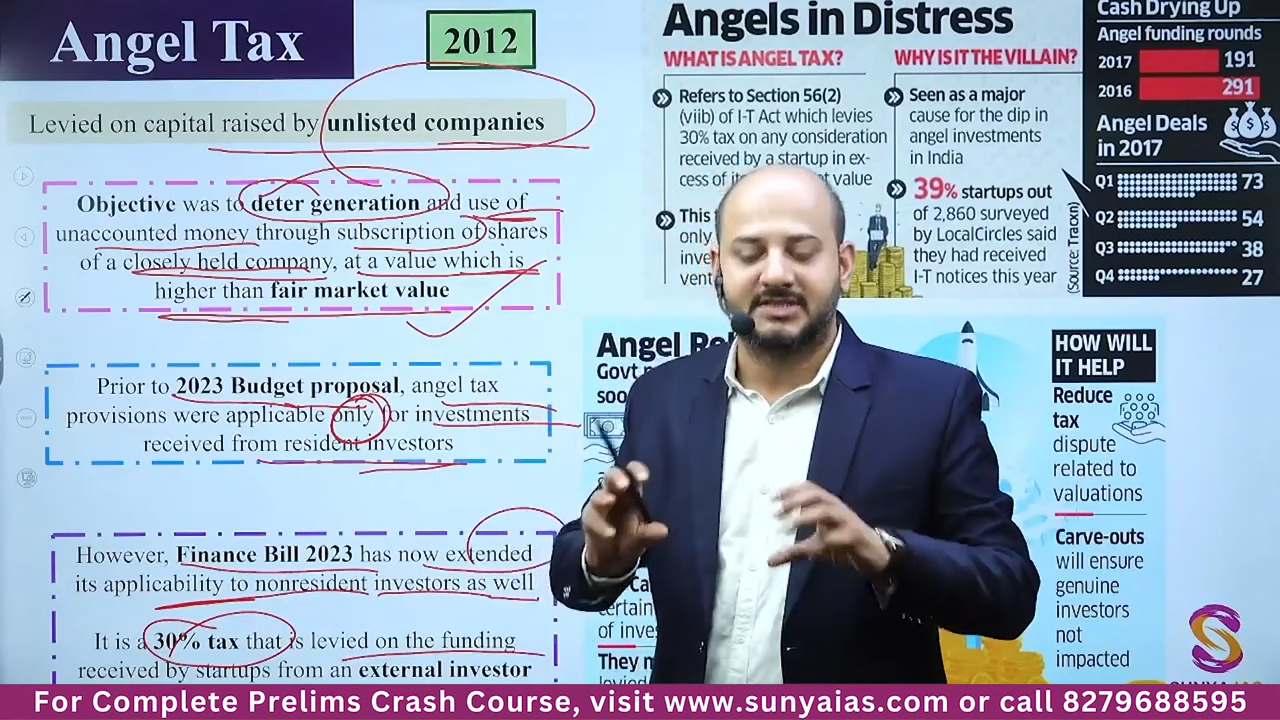 Angel Tax
2012
Levied on capital raised by unlisted companies
Objective was to deter generation and use of
unaccounted money through subscription of shares
of a closely held company, at a value which is
higher than fair market value
Prior to 2023 Budget proposal, angel tax
provisions were applicable only for investments
received from resident investors
However, Finance Bill 2023 has now extended
its applicability to nonresident investors as well
It is a 30% tax that is levied on the funding
received by startups from an external investor
Angels in Distress
WHAT IS ANGEL TAX?
Refers to Section 56(2)
(viib) of I-T Act which levies
30% tax on any consideration
received by a startup in ex-
cess of its value
This
only
inve
vent
WHY IS IT THE VILLAIN?
Seen as a major
cause for the dip in
angel investments
in India
39% startups out
of 2,860 surveyed
by LocalCircles said
they had received
I-T notices this year
Cash Drying Up
Angel funding rounds
2017 191
2016 291
Angel Deals
in 2017
Q1 73
Q2 54
Q3 38
Q4 27
(Source: Tracxn)
Angel Rel
Govt
soo
Ca
certain
of inves
They m
HOW WILL
IT HELP
Reduce
tax
dispute
related to
valuations
Carve-outs
will ensure
genuine
investors
not
impacted
For Complete Prelims Crash Course, visit www.sunyaias.com or call 8279688595